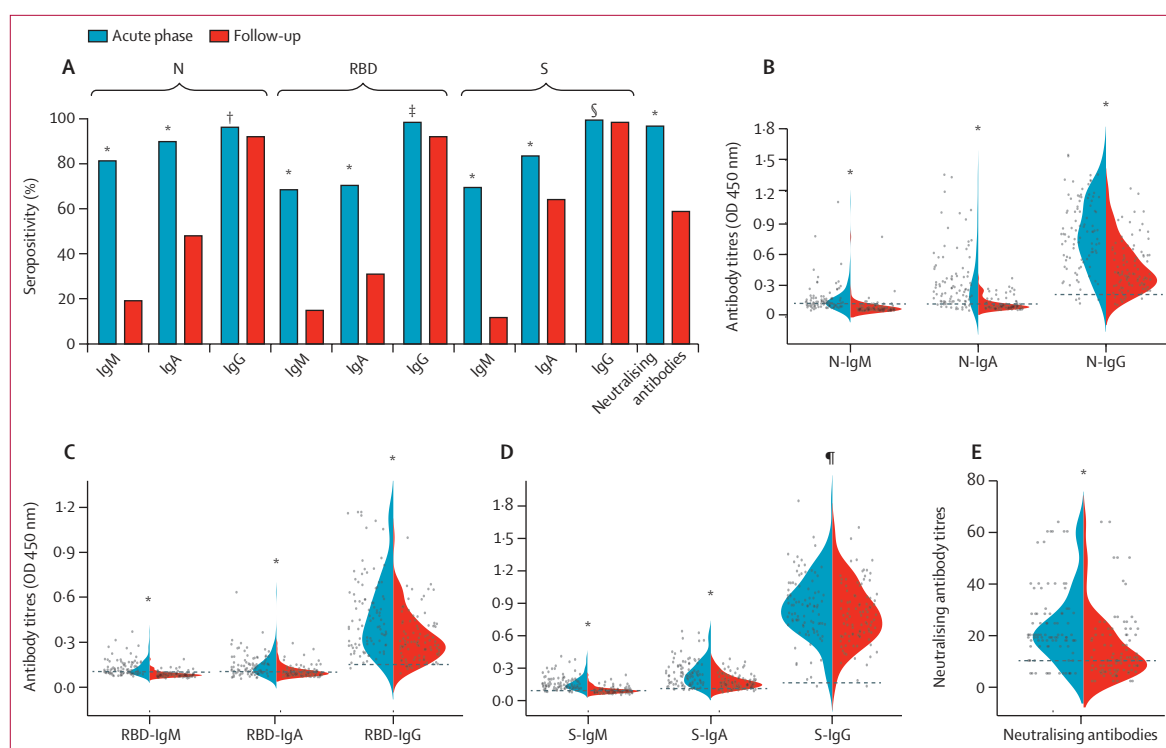 Acute phase Follow-up
A
N RBD S
* * † * * ‡ * * § *
Seropositivity (%)
100
80
60
40
20
0
IgM IgA IgG IgM IgA IgG IgM IgA IgG Neutralising antibodies
B
Antibody titres (OD 450 nm)
1·8
1·5
1·2
0·9
0·6
0·3
0
* * *
N-IgM N-IgA N-IgG
C
Antibody titres (OD 450 nm)
1·2
0·9
0·6
0·3
0·0
* * *
RBD-IgM RBD-IgA RBD-IgG
D
1·8
1·5
1·2
0·9
0·6
0·3
0·0
* * ¶
S-IgM S-IgA S-IgG
E
Neutralising antibody titres
80
60
40
20
0
*
Neutralising antibodies